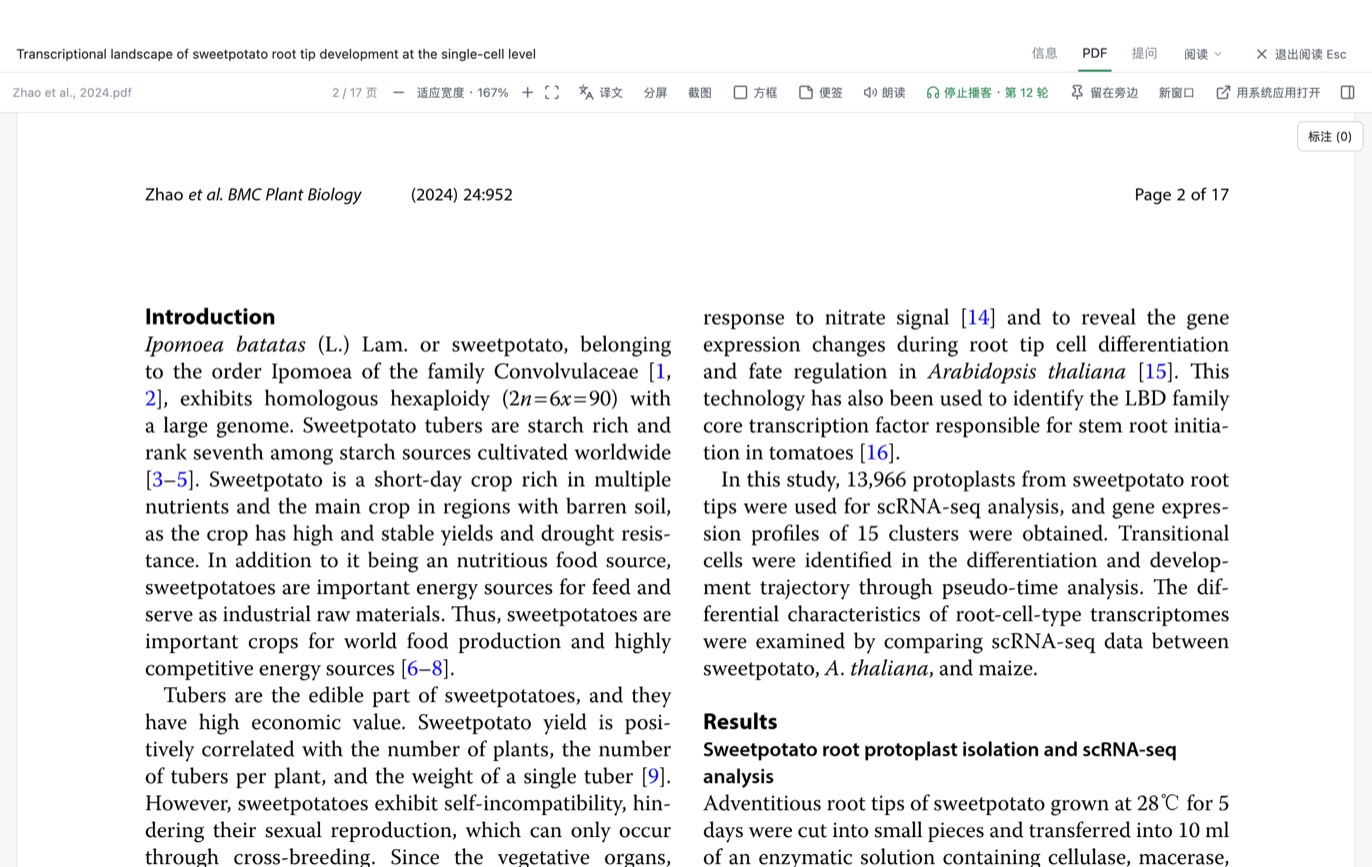 Transcriptional landscape of sweetpotato root tip development at the single-cell level
信息 PDF 提问 阅读 退出阅读 Esc
Zhao et al., 2024.pdf
2 / 17 页 — 适应宽度 · 167% + 译文 分屏 截图 方框 便签 朗读 停止播客 · 第 12 轮 留在旁边 新窗口 用系统应用打开
标注 (0)
Zhao et al. BMC Plant Biology (2024) 24:952
Page 2 of 17
Introduction
Ipomoea batatas (L.) Lam. or sweetpotato, belonging
to the order Ipomoea of the family Convolvulaceae [1,
2], exhibits homologous hexaploidy (2n=6x=90) with
a large genome. Sweetpotato tubers are starch rich and
rank seventh among starch sources cultivated worldwide
[3–5]. Sweetpotato is a short-day crop rich in multiple
nutrients and the main crop in regions with barren soil,
as the crop has high and stable yields and drought resis-
tance. In addition to it being an nutritious food source,
sweetpotatoes are important energy sources for feed and
serve as industrial raw materials. Thus, sweetpotatoes are
important crops for world food production and highly
competitive energy sources [6–8].
Tubers are the edible part of sweetpotatoes, and they
have high economic value. Sweetpotato yield is posi-
tively correlated with the number of plants, the number
of tubers per plant, and the weight of a single tuber [9].
However, sweetpotatoes exhibit self-incompatibility, hin-
dering their sexual reproduction, which can only occur
through cross-breeding. Since the vegetative organs,
response to nitrate signal [14] and to reveal the gene
expression changes during root tip cell differentiation
and fate regulation in Arabidopsis thaliana [15]. This
technology has also been used to identify the LBD family
core transcription factor responsible for stem root initia-
tion in tomatoes [16].
In this study, 13,966 protoplasts from sweetpotato root
tips were used for scRNA-seq analysis, and gene expres-
sion profiles of 15 clusters were obtained. Transitional
cells were identified in the differentiation and develop-
ment trajectory through pseudo-time analysis. The dif-
ferential characteristics of root-cell-type transcriptomes
were examined by comparing scRNA-seq data between
sweetpotato, A. thaliana, and maize.
Results
Sweetpotato root protoplast isolation and scRNA-seq
analysis
Adventitious root tips of sweetpotato grown at 28℃ for 5
days were cut into small pieces and transferred into 10 ml
of an enzymatic solution containing cellulase, macerase,